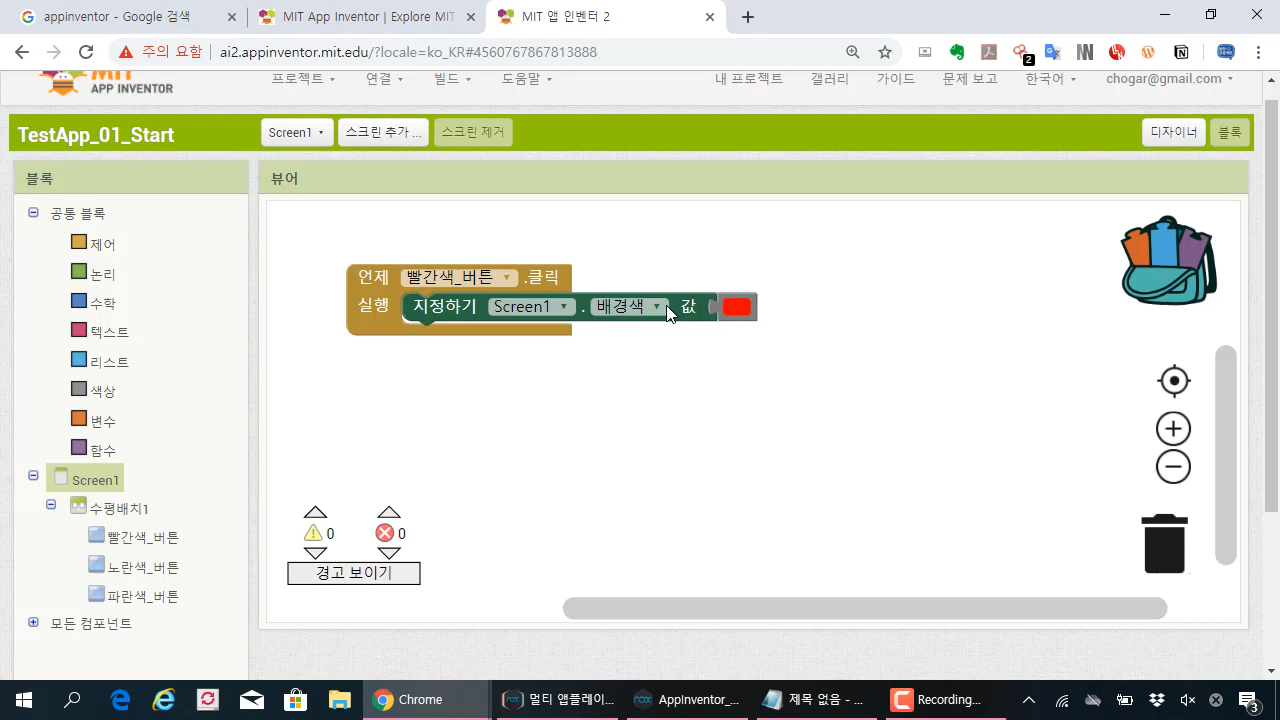 appinventor - Google 검색
MIT App Inventor | Explore MIT
MIT 앱 인벤터 2
주의 요함
ai2.appinventor.mit.edu/?locale=ko_KR#4560767867813888
2
MIT
APP INVENTOR
프로젝트
연결
빌드
도움말
내 프로젝트
갤러리
가이드
문제 보고
한국어
chogar@gmail.com
TestApp_01_Start
Screen1
스크린 추가 ...
스크린 제거
디자이너
블록
블록
뷰어
공통 블록
제어
논리
수학
텍스트
리스트
색상
변수
함수
Screen1
수평배치1
빨간색_버튼
노란색_버튼
파란색_버튼
모든 컴포넌트
언제 빨간색_버튼 .클릭
실행 지정하기 Screen1 . 배경색 값
0
0
경고 보이기
Chrome
멀티 앱플레이...
AppInventor_...
제목 없음 - ...
Recording...
3